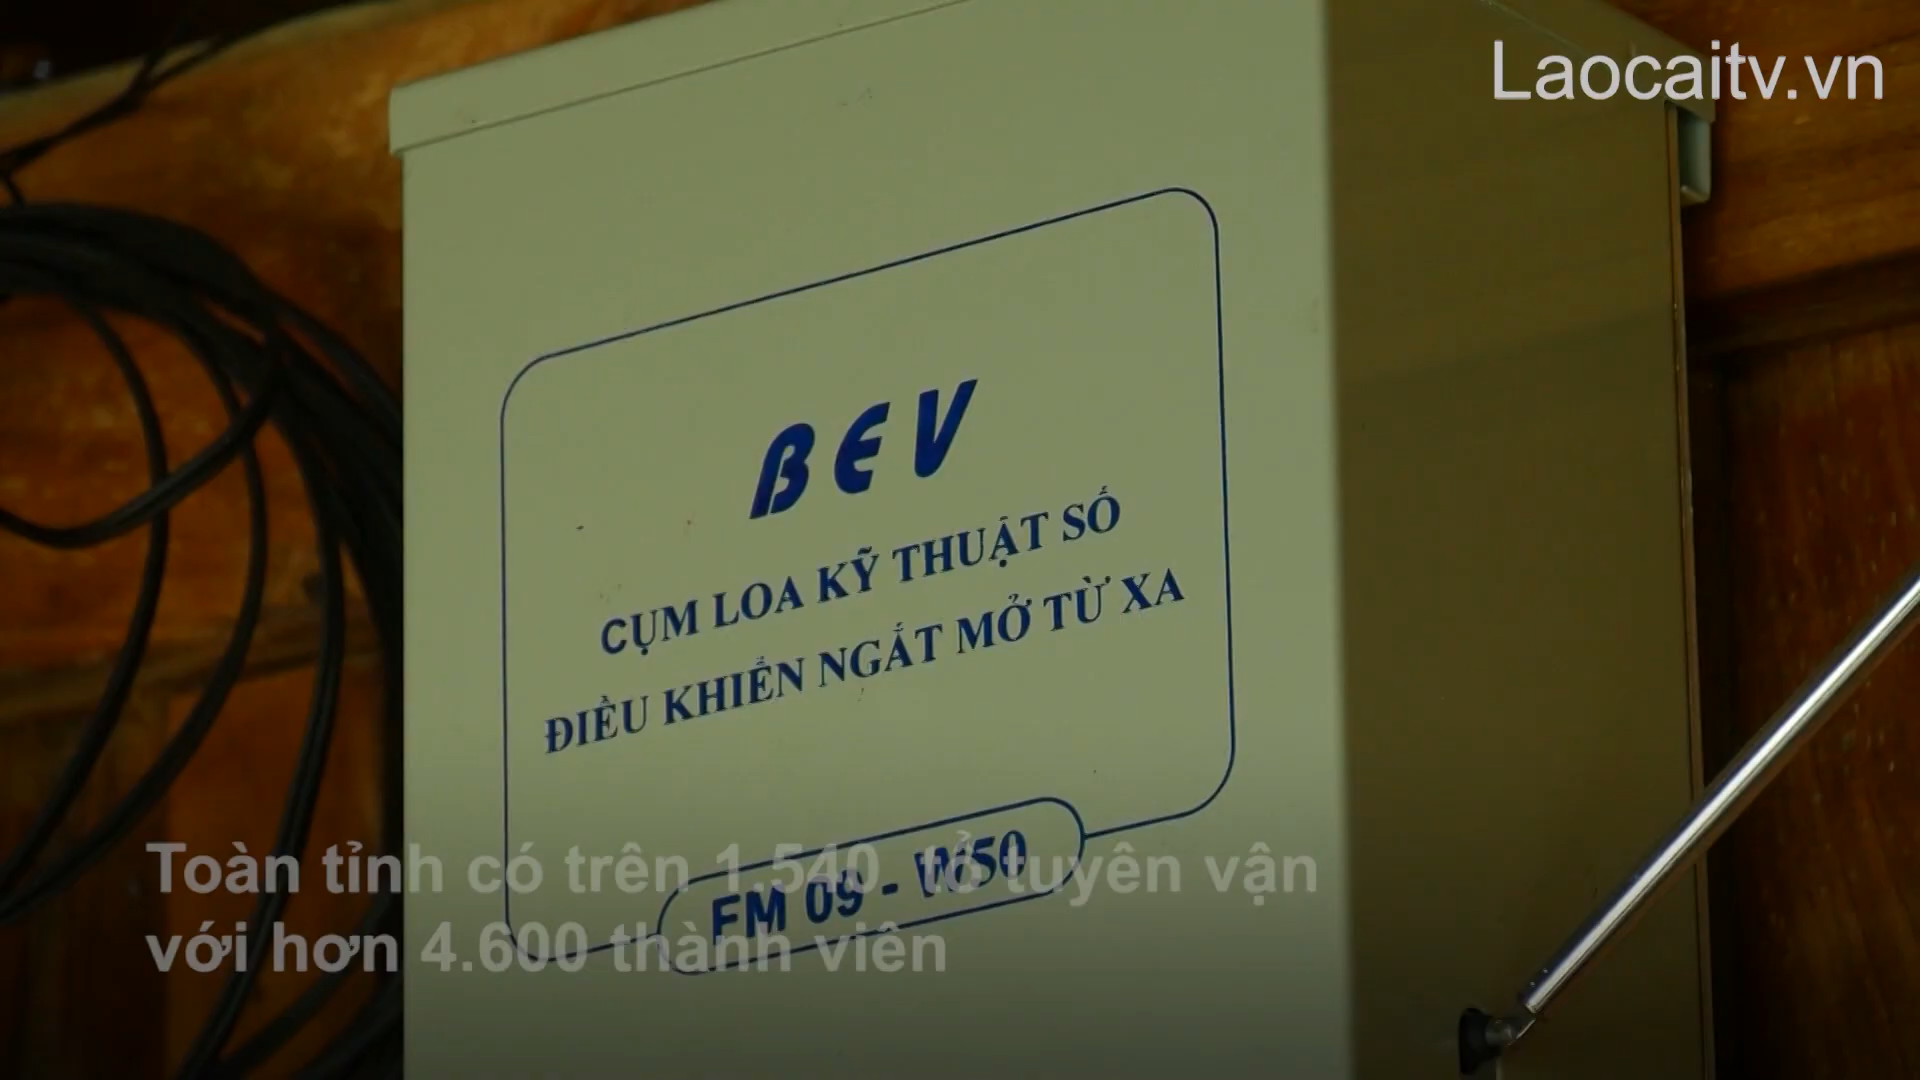 Laocaitv.vn
BEV
CỤM LOA KỸ THUẬT SỐ
ĐIỀU KHIỂN NGẮT MỞ TỪ XA
FM 09 - W50
Toàn tỉnh có trên 1.540 tổ tuyên vận
với hơn 4.600 thành viên